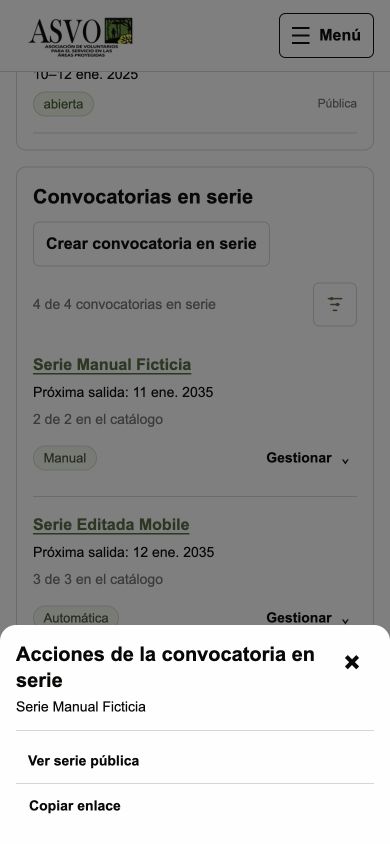 ASVO
ASOCIACIÓN DE VOLUNTARIOS
PARA EL SERVICIO EN LAS
ÁREAS PROTEGIDAS
Menú
10–12 ene. 2025
abierta
Pública
Convocatorias en serie
Crear convocatoria en serie
4 de 4 convocatorias en serie
Serie Manual Ficticia
Próxima salida: 11 ene. 2035
2 de 2 en el catálogo
Manual
Gestionar
Serie Editada Mobile
Próxima salida: 12 ene. 2035
3 de 3 en el catálogo
Automática
Gestionar
Acciones de la convocatoria en
serie
Serie Manual Ficticia
Ver serie pública
Copiar enlace